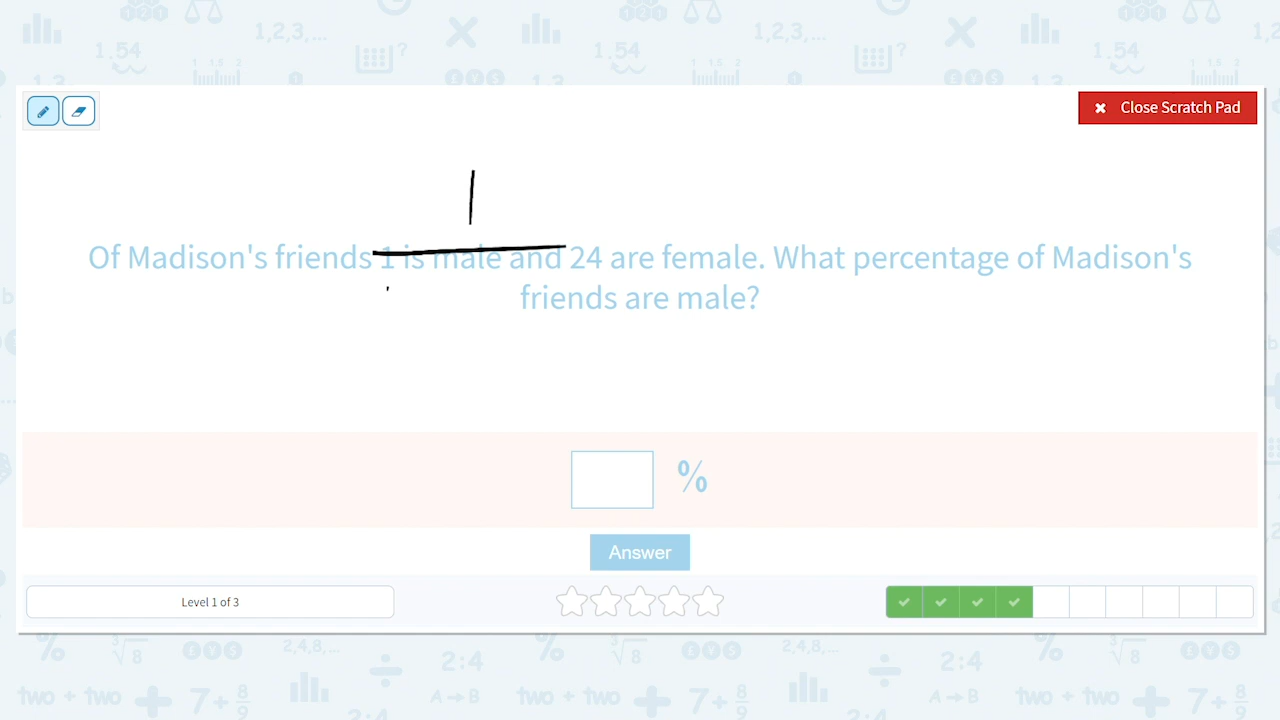 Close Scratch Pad
1
Of Madison's friends 1 is male and 24 are female. What percentage of Madison's
friends are male?
%
Answer
Level 1 of 3